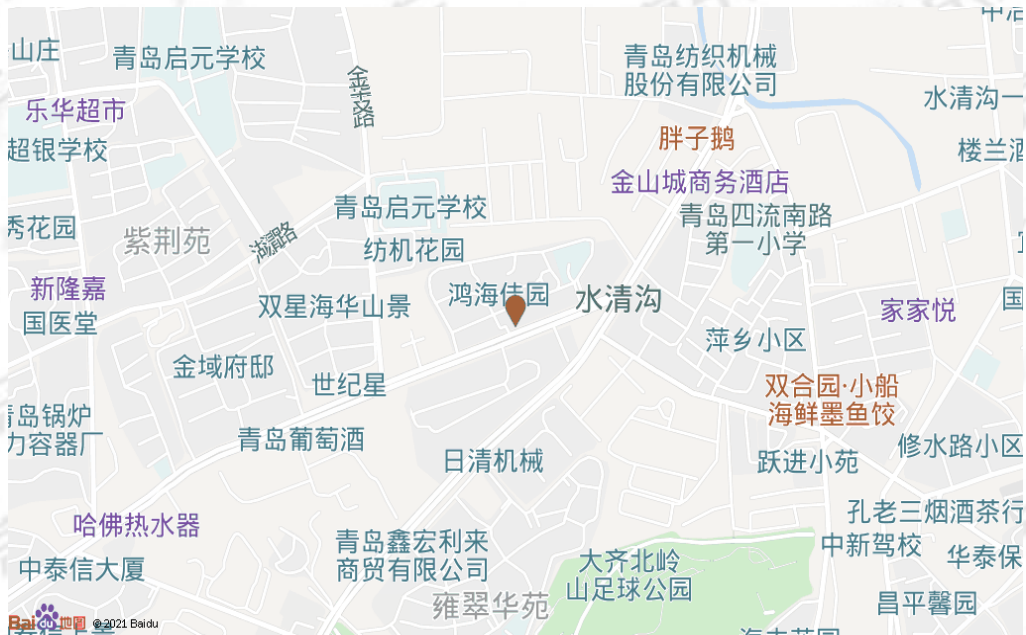 山庄
青岛启元学校
金华路
青岛纺织机械
股份有限公司
水清沟一
乐华超市
超银学校
胖子鹅
楼兰酒
金山城商务酒店
青岛启元学校
青岛四流南路
第一小学
秀花园
紫荆苑
湖清路
纺机花园
新隆嘉
双星海华山景
鸿海佳园
水清沟
家家悦
国
国医堂
萍乡小区
金域府邸
世纪星
双合园·小船
海鲜墨鱼饺
青岛锅炉
力容器厂
青岛葡萄酒
日清机械
跃进小苑
修水路小区
哈佛热水器
孔老三烟酒茶行
青岛鑫宏利来
商贸有限公司
大齐北岭
山足球公园
中新驾校
华泰保
中泰信大厦
雍翠华苑
昌平馨园
Bai du 地图 © 2021 Baidu